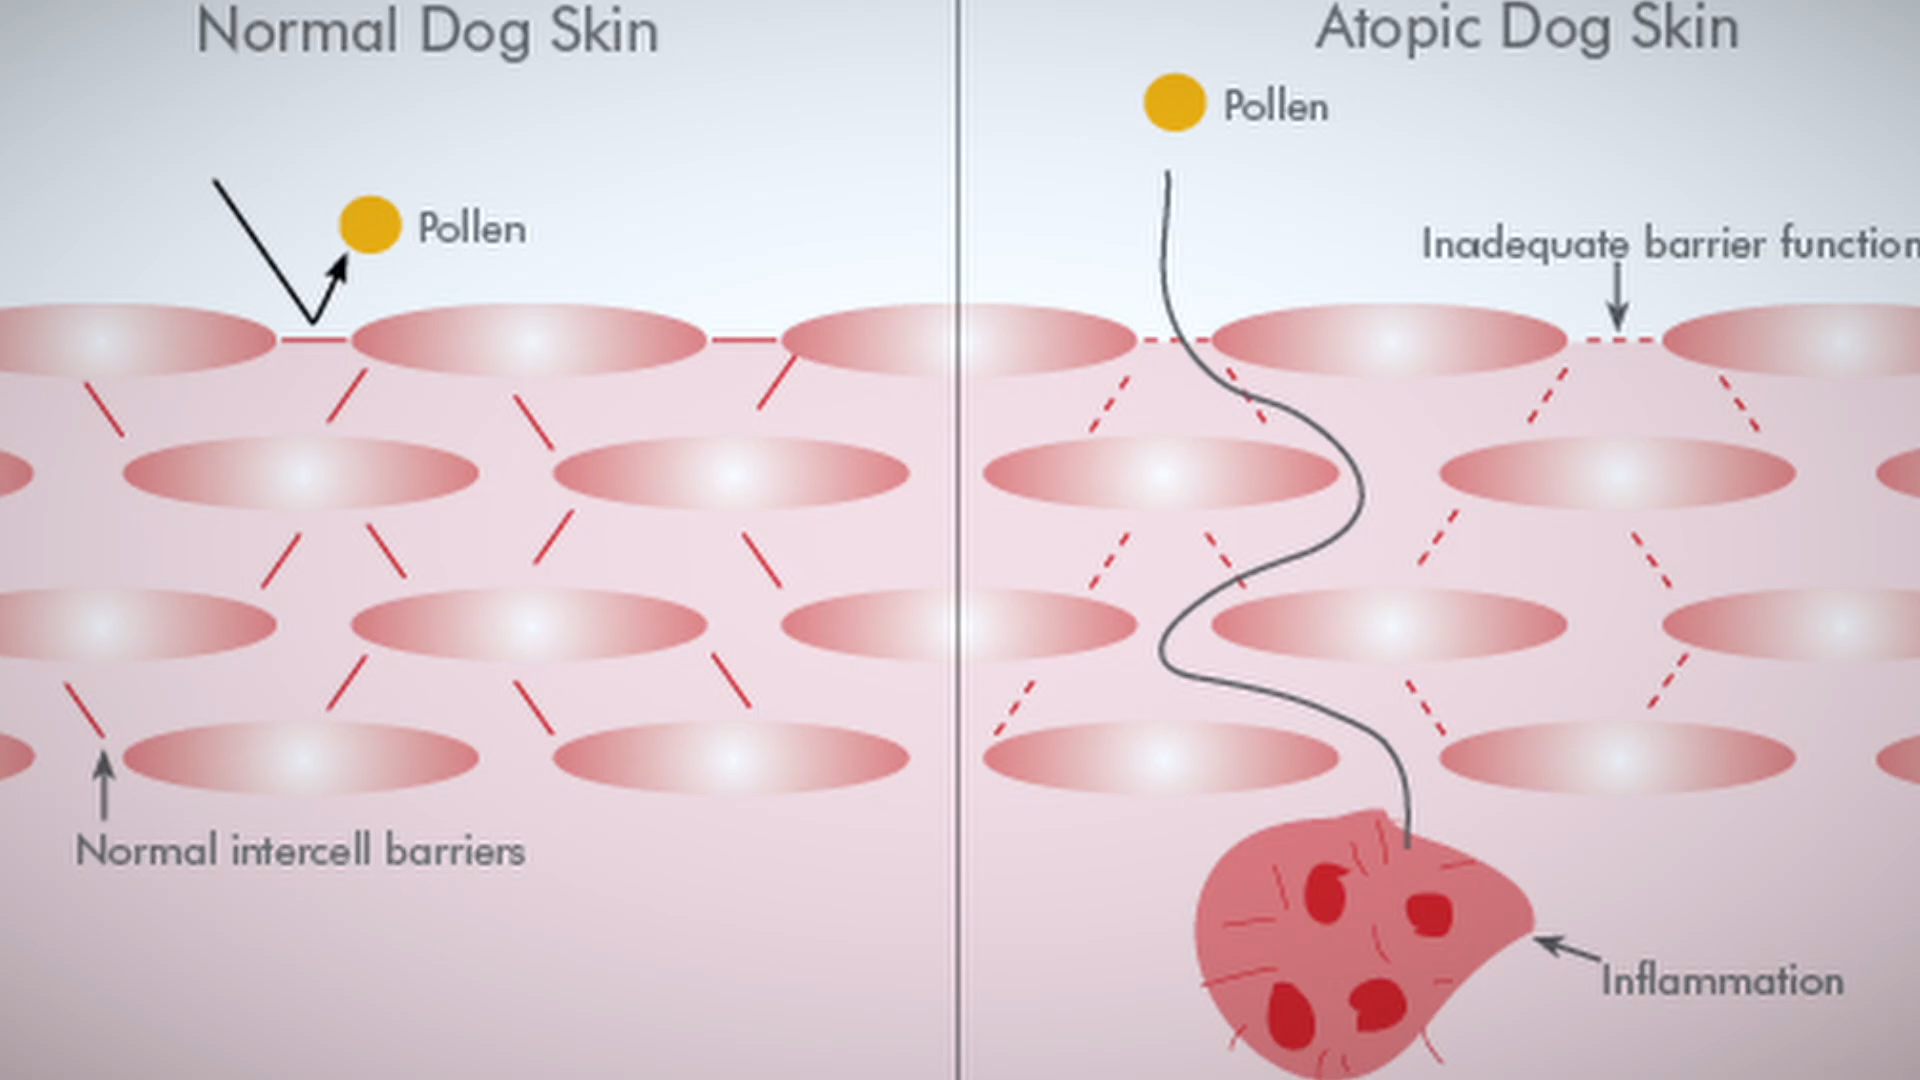 Normal Dog Skin
Pollen
Normal intercell barriers
Atopic Dog Skin
Pollen
Inadequate barrier function
Inflammation